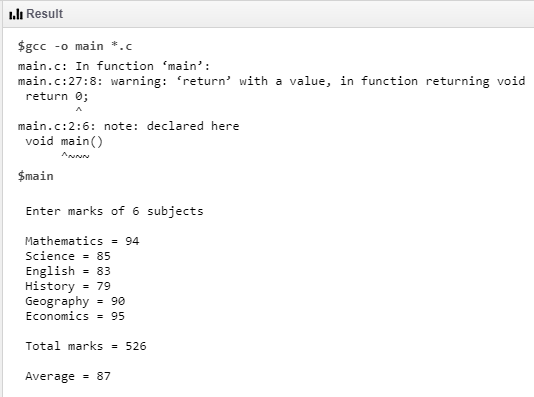 Result
$gcc -o main *.c
main.c: In function ‘main’:
main.c:27:8: warning: ‘return’ with a value, in function returning void
return 0;
^
main.c:2:6: note: declared here
void main()
^~~~
$main
Enter marks of 6 subjects
Mathematics = 94
Science = 85
English = 83
History = 79
Geography = 90
Economics = 95
Total marks = 526
Average = 87